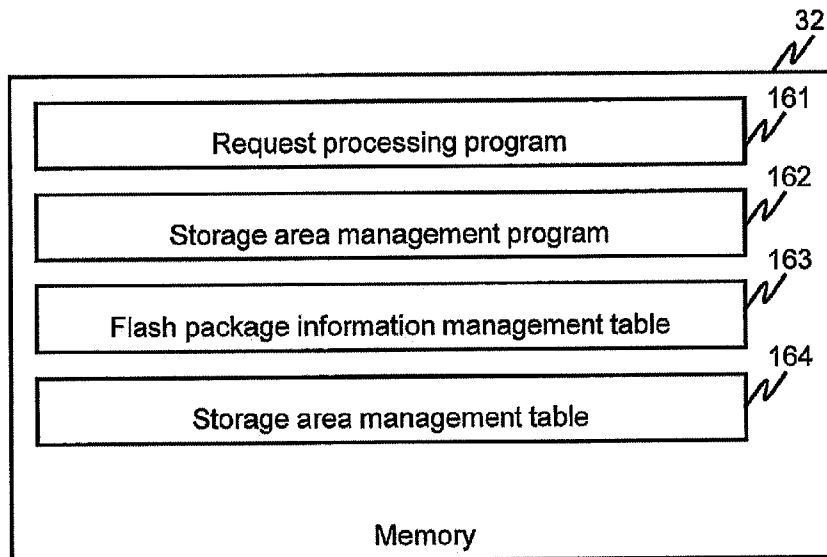 32
161
Request processing program
162
Storage area management program
163
Flash package information management table
164
Storage area management table
Memory